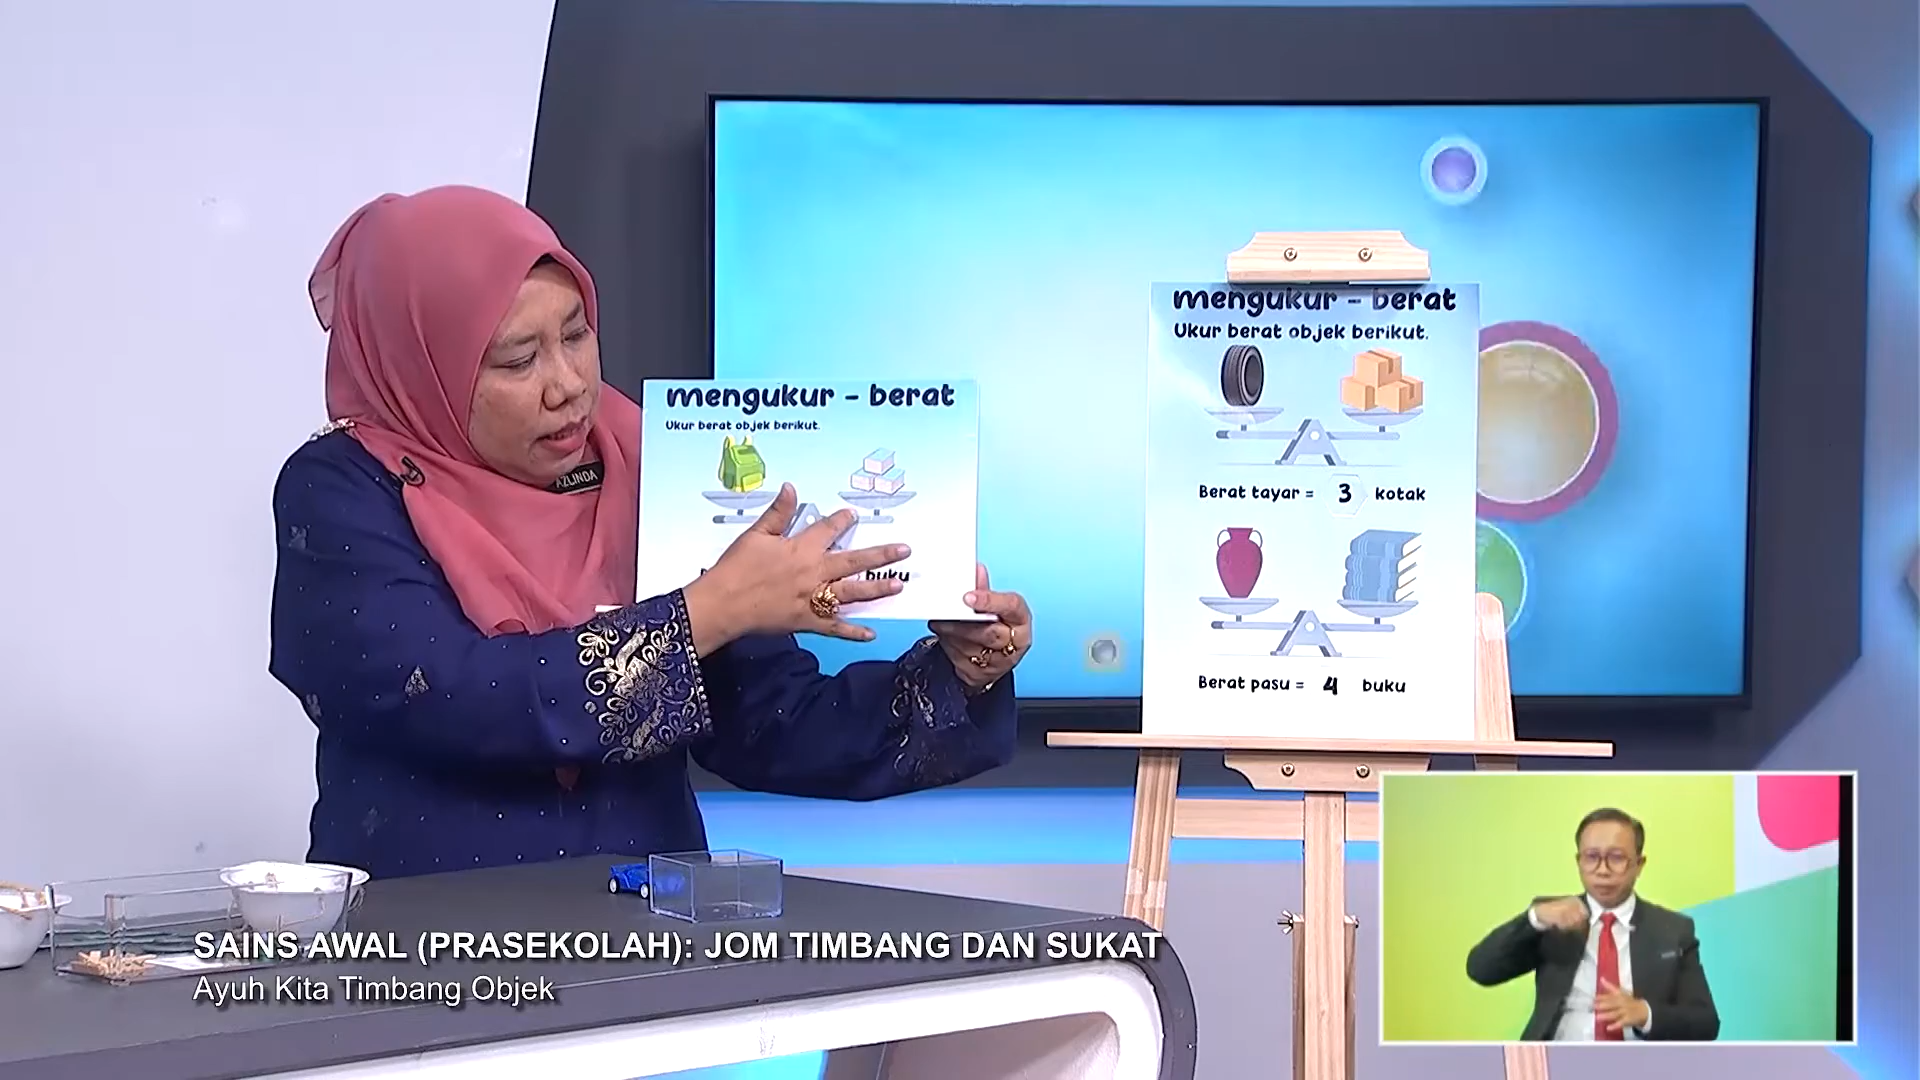 mengukur - berat
Ukur berat objek berikut.
buku
AZLINDA
mengukur - berat
Ukur berat objek berikut.
Berat tayar = 3 kotak
Berat pasu = 4 buku
SAINS AWAL (PRASEKOLAH): JOM TIMBANG DAN SUKAT
Ayuh Kita Timbang Objek